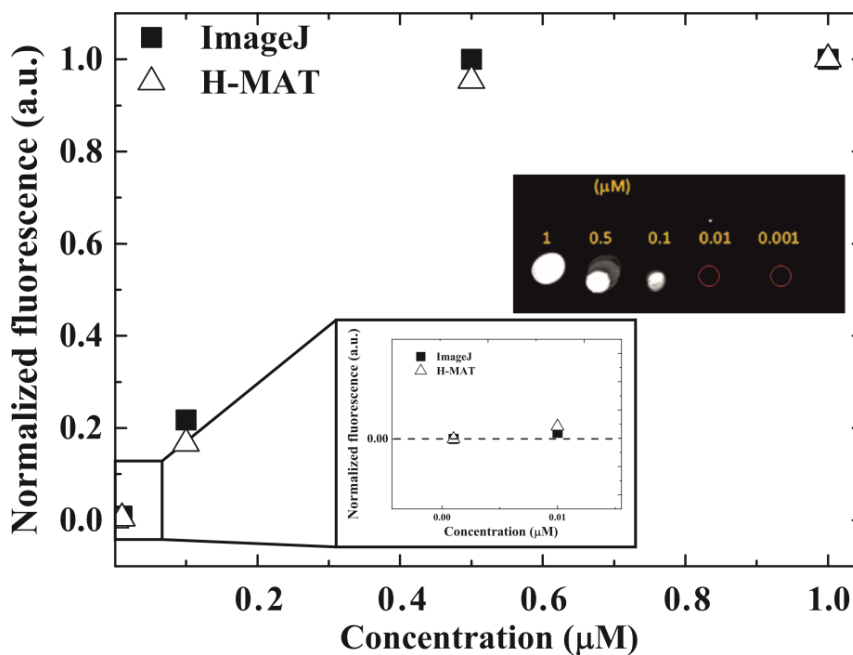 ImageJ
H-MAT
Normalized fluorescence (a.u.)
1.0
0.8
0.6
0.4
0.2
0.0
(μM)
1 0.5 0.1 0.01 0.001
ImageJ
H-MAT
Normalized fluorescence (a.u.)
0.00
0.00 0.01
Concentration (μM)
0.2 0.4 0.6 0.8 1.0
Concentration (μM)